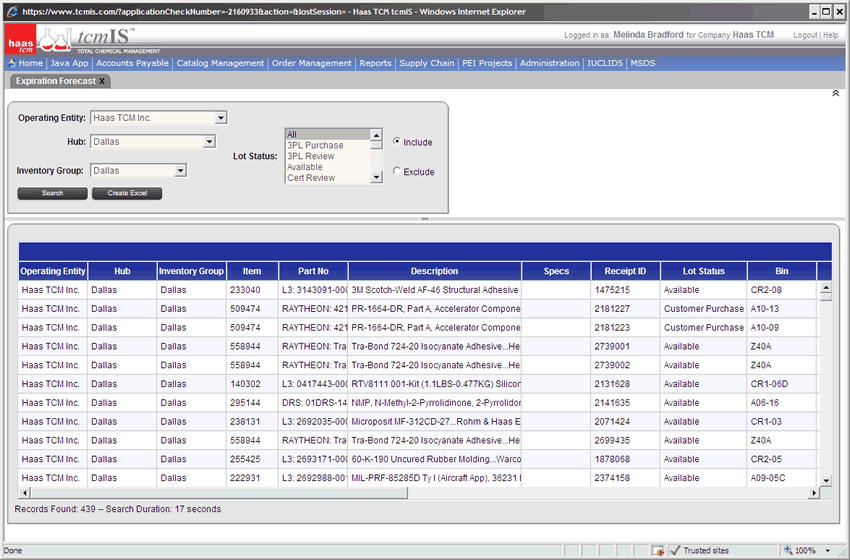 https://www.tcmis.com/?applicationCheckNumber=-2160933&action=&lostSession= - Haas TCM tcmIS - Windows Internet Explorer
haas tcm
tcmIS™
TOTAL CHEMICAL MANAGEMENT
Logged in as: Melinda Bradford for Company Haas TCM
Logout | Help
Home | Java App | Accounts Payable | Catalog Management | Order Management | Reports | Supply Chain | PEI Projects | Administration | IUCLID5 | MSDS
Expiration Forecast X
Operating Entity: Haas TCM Inc.
Hub: Dallas
Inventory Group: Dallas
Lot Status:
All
3PL Purchase
3PL Review
Available
Cert Review
Include
Exclude
Search Create Excel
Operating Entity Hub Inventory Group Item Part No Description Specs Receipt ID Lot Status Bin
Haas TCM Inc. Dallas Dallas 233040 L3: 3143091-000 3M Scotch-Weld AF-46 Structural Adhesive 1475215 Available CR2-08
Haas TCM Inc. Dallas Dallas 509474 RAYTHEON: 421 PR-1664-DR, Part A, Accelerator Compone 2181227 Customer Purchase A10-13
Haas TCM Inc. Dallas Dallas 509474 RAYTHEON: 421 PR-1664-DR, Part A, Accelerator Compone 2181223 Customer Purchase A10-09
Haas TCM Inc. Dallas Dallas 558944 RAYTHEON: Tra- Tra-Bond 724-20 Isocyanate Adhesive...He 2739001 Available Z40A
Haas TCM Inc. Dallas Dallas 558944 RAYTHEON: Tra- Tra-Bond 724-20 Isocyanate Adhesive...He 2739002 Available Z40A
Haas TCM Inc. Dallas Dallas 140302 L3: 0417443-000 RTV8111 001-Kit (1.1LBS-0.477KG) Silicon 2131628 Available CR1-06D
Haas TCM Inc. Dallas Dallas 295144 DRS: 01DRS-14 NMP, N-Methyl-2-Pyrrolidinone, 2-Pyrrolidor 2141635 Available A06-16
Haas TCM Inc. Dallas Dallas 238131 L3: 2692035-000 Microposit MF-312CD-27...Rohm & Haas E 2071424 Available CR1-03
Haas TCM Inc. Dallas Dallas 558944 RAYTHEON: Tra- Tra-Bond 724-20 Isocyanate Adhesive...He 2699435 Available Z40A
Haas TCM Inc. Dallas Dallas 255425 L3: 2693171-000 60-K-190 Uncured Rubber Molding...Warco 1878068 Available CR2-05
Haas TCM Inc. Dallas Dallas 222931 L3: 2692988-001 MIL-PRF-85285D Ty I (Aircraft App), 36231 2374158 Available A09-05C
Records Found: 439 -- Search Duration: 17 seconds
Done
Trusted sites
100%